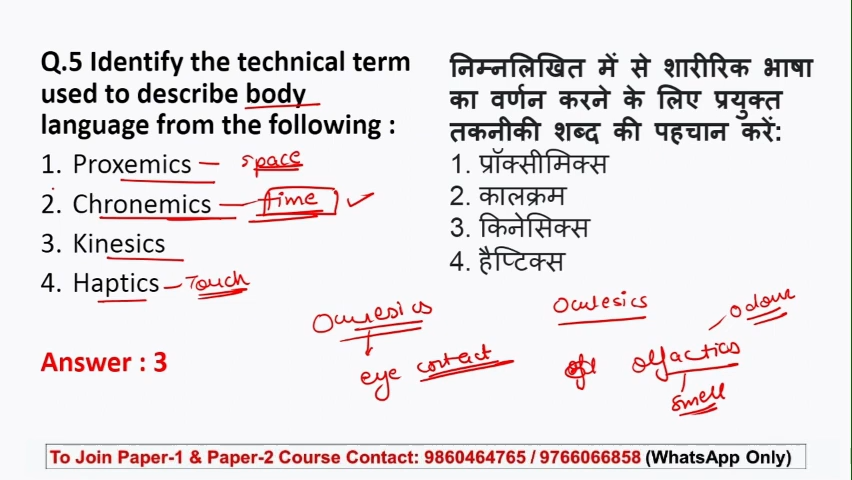 Q.5 Identify the technical term
used to describe body
language from the following :
1. Proxemics - space
2. Chronemics - time
3. Kinesics
4. Haptics - Touch
Answer : 3
निम्नलिखित में से शारीरिक भाषा
का वर्णन करने के लिए प्रयुक्त
तकनीकी शब्द की पहचान करें:
1. प्रॉक्सीमिक्स
2. कालक्रम
3. किनेसिक्स
4. हैप्टिक्स
eye contact
Oculesics
odour
olfactics
smell
To Join Paper-1 & Paper-2 Course Contact: 9860464765 / 9766066858 (WhatsApp Only)